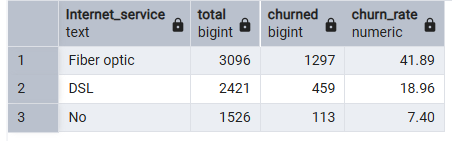 Internet_service total churned churn_rate
text bigint bigint numeric
1 Fiber optic 3096 1297 41.89
2 DSL 2421 459 18.96
3 No 1526 113 7.40